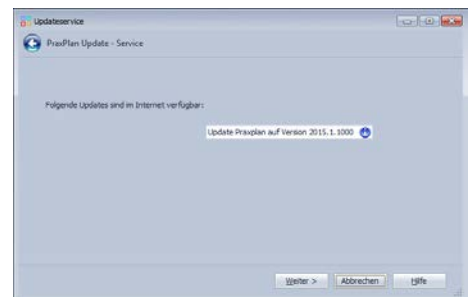 Updateservice
PraxPlan Update - Service
Folgende Updates sind im Internet verfügbar:
Update Praxplan auf Version 2015.1.1000
Weiter > Abbrechen Hilfe